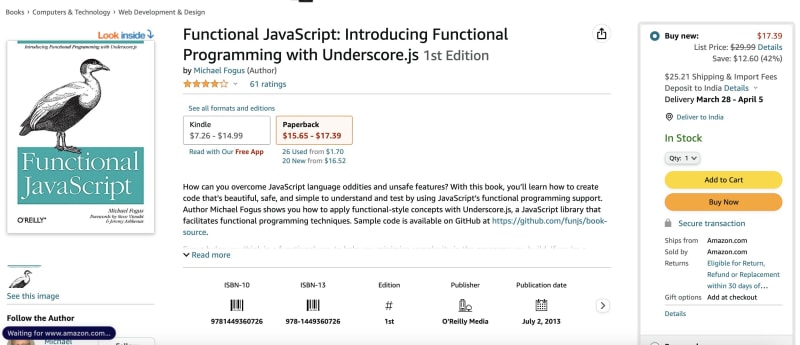 Books › Computers & Technology › Web Development & Design
Look inside
Introducing Functional Programming with Underscore.js
Functional
JavaScript
O'REILLY®
Michael Fogus
See this image
Follow the Author
Waiting for www.amazon.com...
Michael
Functional JavaScript: Introducing Functional
Programming with Underscore.js 1st Edition
by Michael Fogus (Author)
61 ratings
See all formats and editions
Kindle
$7.26 - $14.99
Read with Our Free App
Paperback
$15.65 - $17.39
26 Used from $1.70
20 New from $16.52
How can you overcome JavaScript language oddities and unsafe features? With this book, you'll learn how to create
code that's beautiful, safe, and simple to understand and test by using JavaScript's functional programming support.
Author Michael Fogus shows you how to apply functional-style concepts with Underscore.js, a JavaScript library that
facilitates functional programming techniques. Sample code is available on GitHub at https://github.com/funjs/book-
source.
Read more
ISBN-10
9781449360726
ISBN-13
978-1449360726
Edition
#
1st
Publisher
O'Reilly Media
Publication date
July 2, 2013
Buy new: $17.39
List Price: $29.99 Details
Save: $12.60 (42%)
$25.21 Shipping & Import Fees
Deposit to India Details
Delivery March 28 - April 5
Deliver to India
In Stock
Qty: 1
Add to Cart
Buy Now
Secure transaction
Ships from Amazon.com
Sold by Amazon.com
Returns Eligible for Return,
Refund or Replacement
within 30 days of...
Gift options Add at checkout
Details